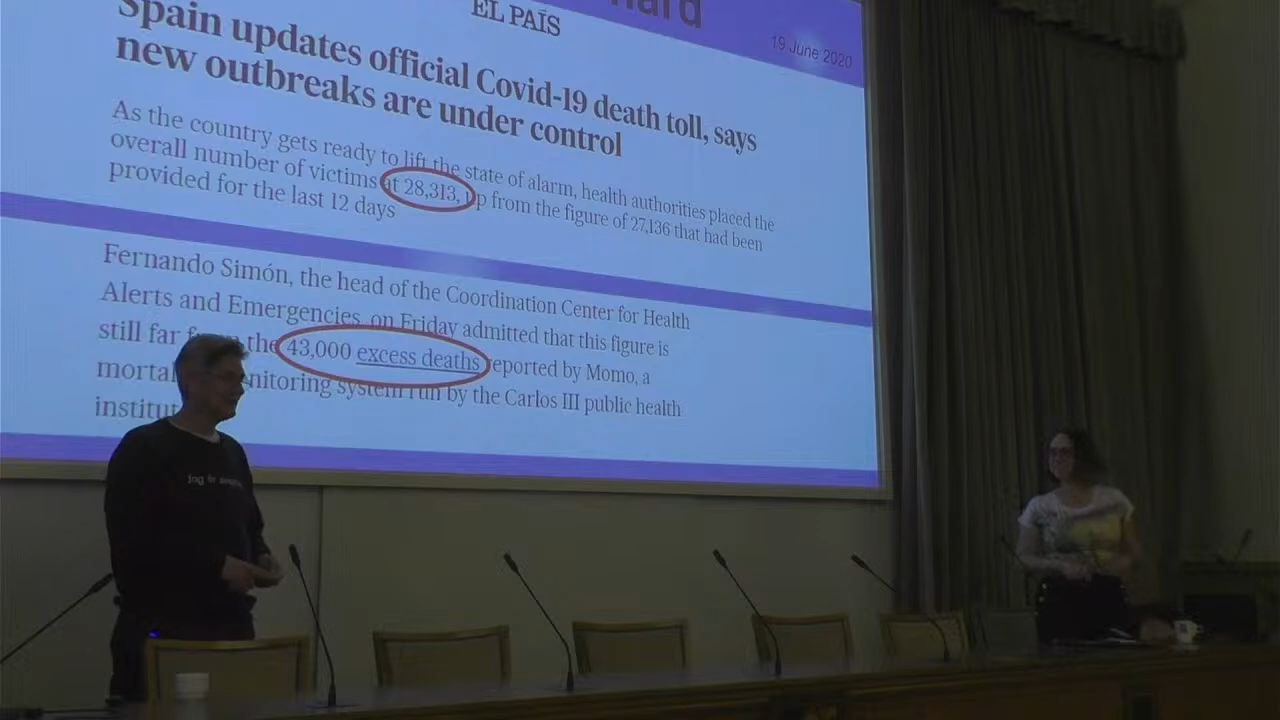 EL PAÍS
19 June 2020
Spain updates official Covid-19 death toll, says
new outbreaks are under control
As the country gets ready to lift the state of alarm, health authorities placed the
overall number of victims at 28,313, up from the figure of 27,136 that had been
provided for the last 12 days
Fernando Simón, the head of the Coordination Center for Health
Alerts and Emergencies, on Friday admitted that this figure is
still far the 43,000 excess deaths reported by Momo, a
system run by the Carlos III public health